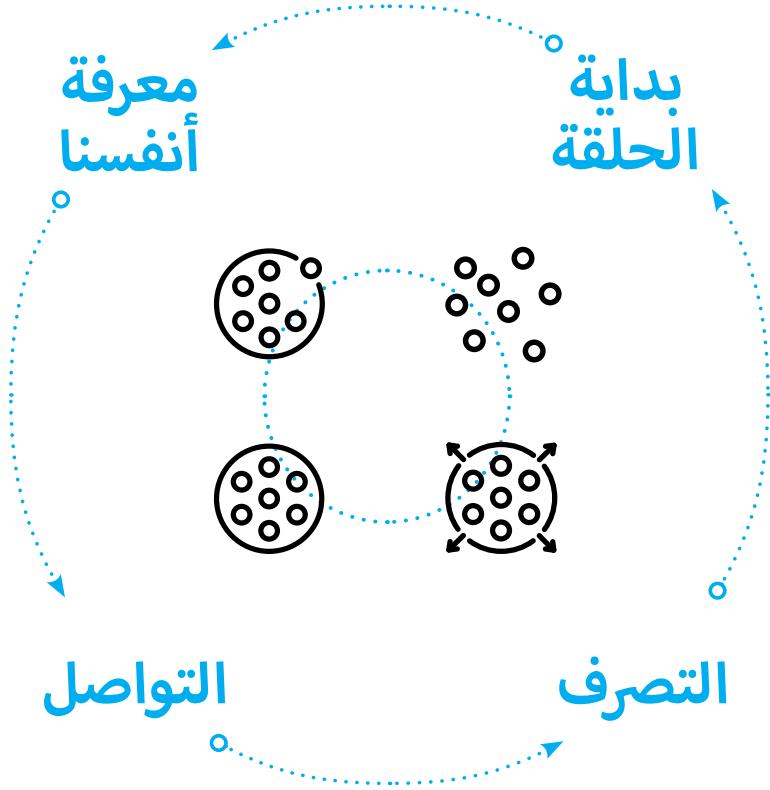 بداية
الحلقة
معرفة
أنفسنا
التواصل
التصرف